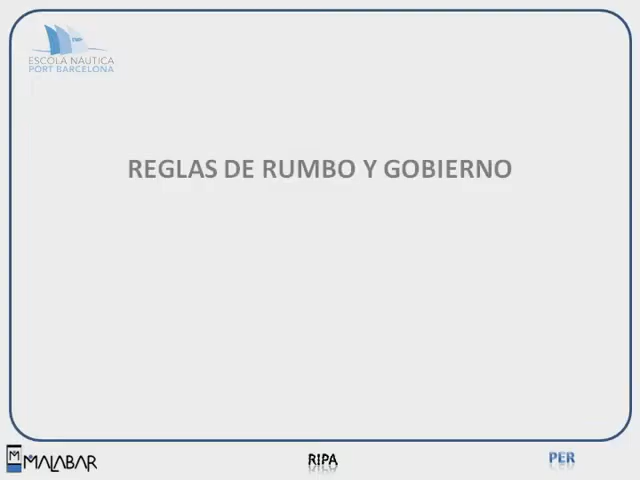 ESCOLA NÀUTICA
PORT BARCELONA
REGLAS DE RUMBO Y GOBIERNO
MALABAR
RIPA
PER